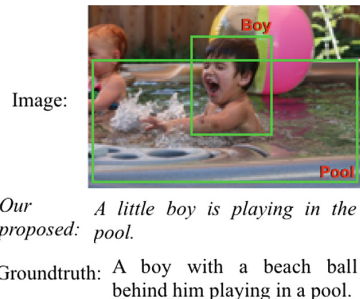 Boy
Image:
Pool
Our
proposed:
A little boy is playing in the
pool.
Groundtruth:
A boy with a beach ball
behind him playing in a pool.